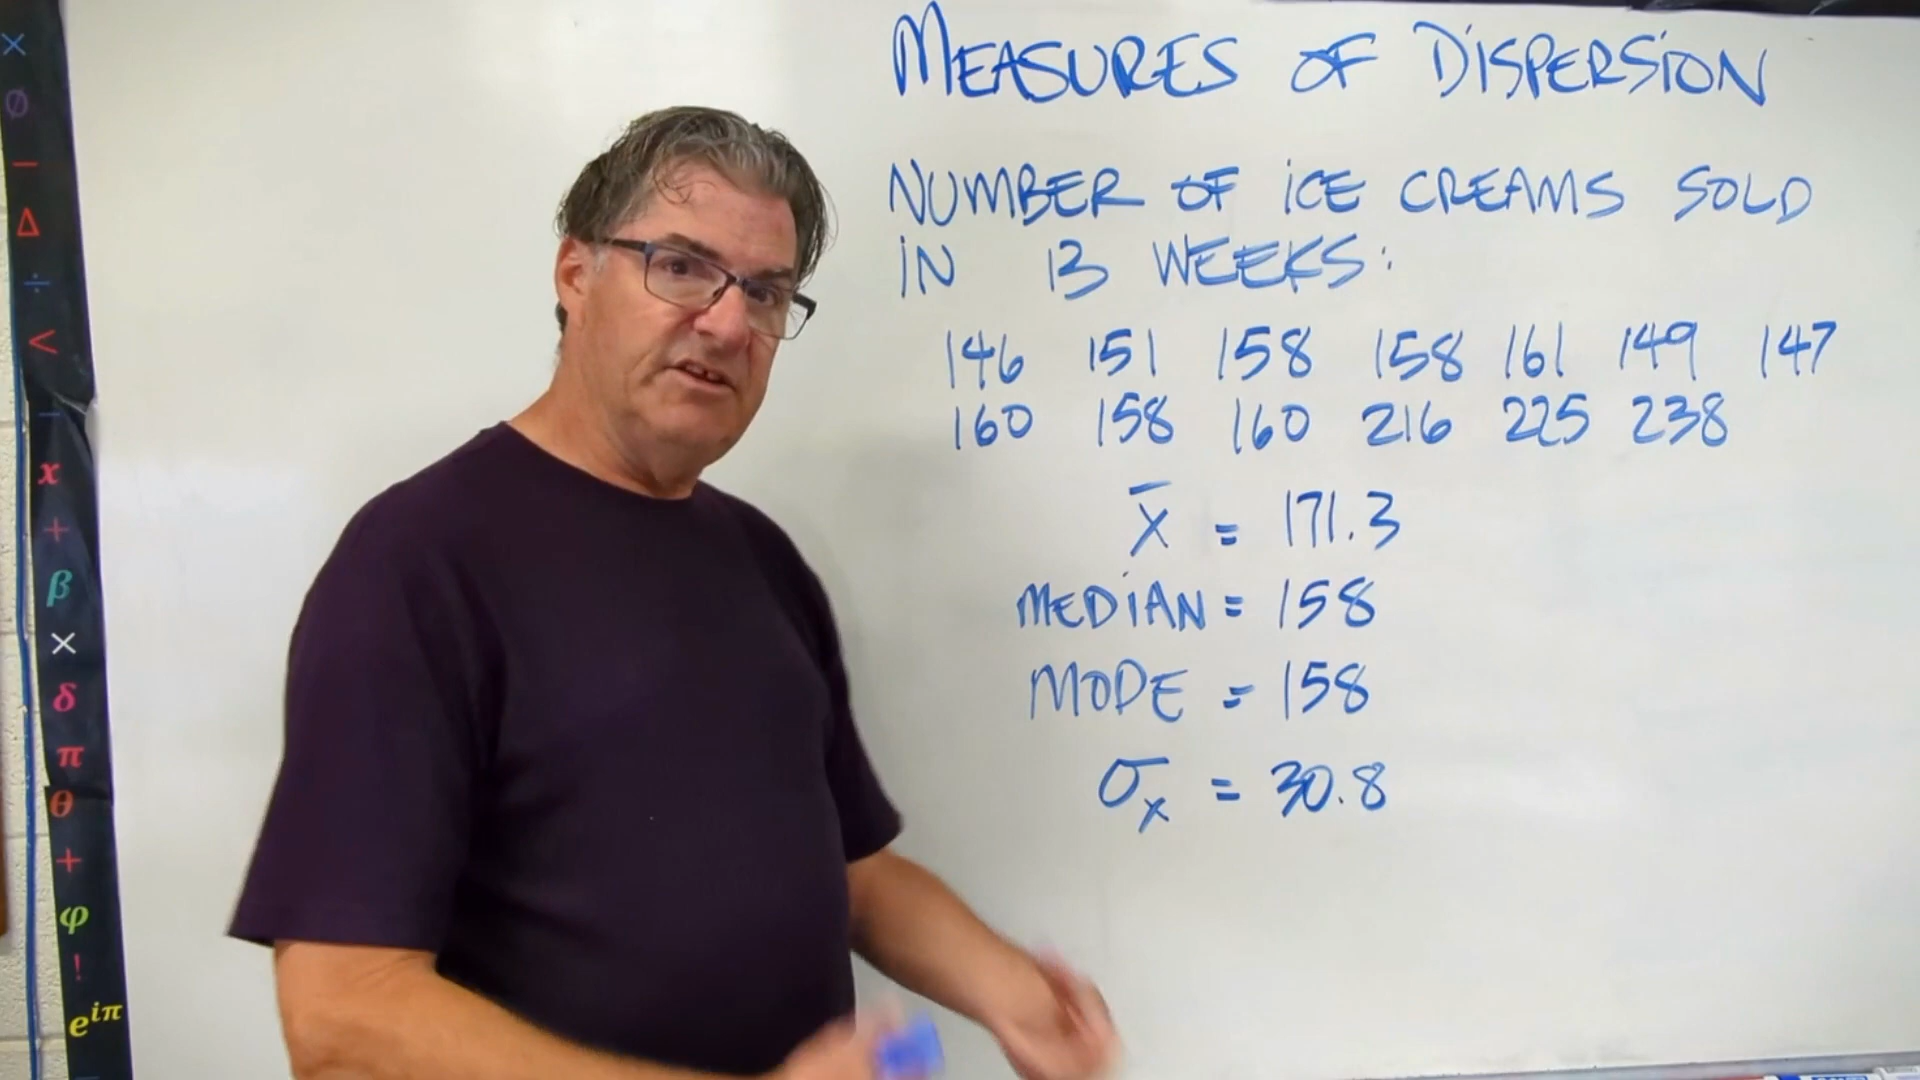 MEASURES OF DISPERSION
NUMBER OF ICE CREAMS SOLD
IN 13 WEEKS:
146 151 158 158 161 149 147
160 158 160 216 225 238
x̄ = 171.3
MEDIAN = 158
MODE = 158
σx = 30.8
×
∅
−
Δ
÷
<
−
x
+
β
×
δ
π
θ
+
φ
!
e^iπ